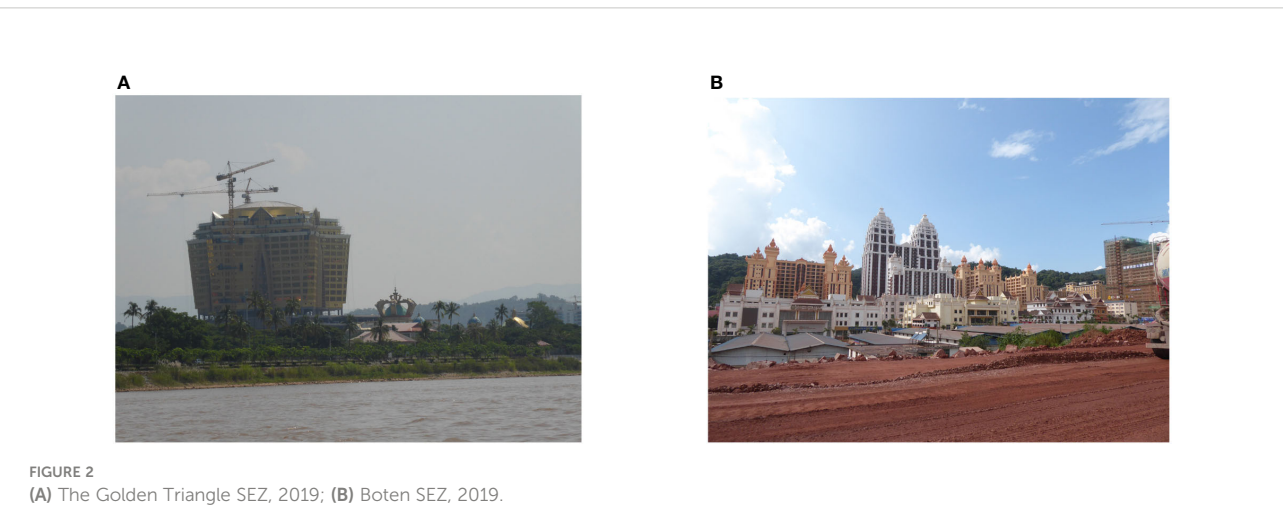 A
B
FIGURE 2
(A) The Golden Triangle SEZ, 2019; (B) Boten SEZ, 2019.